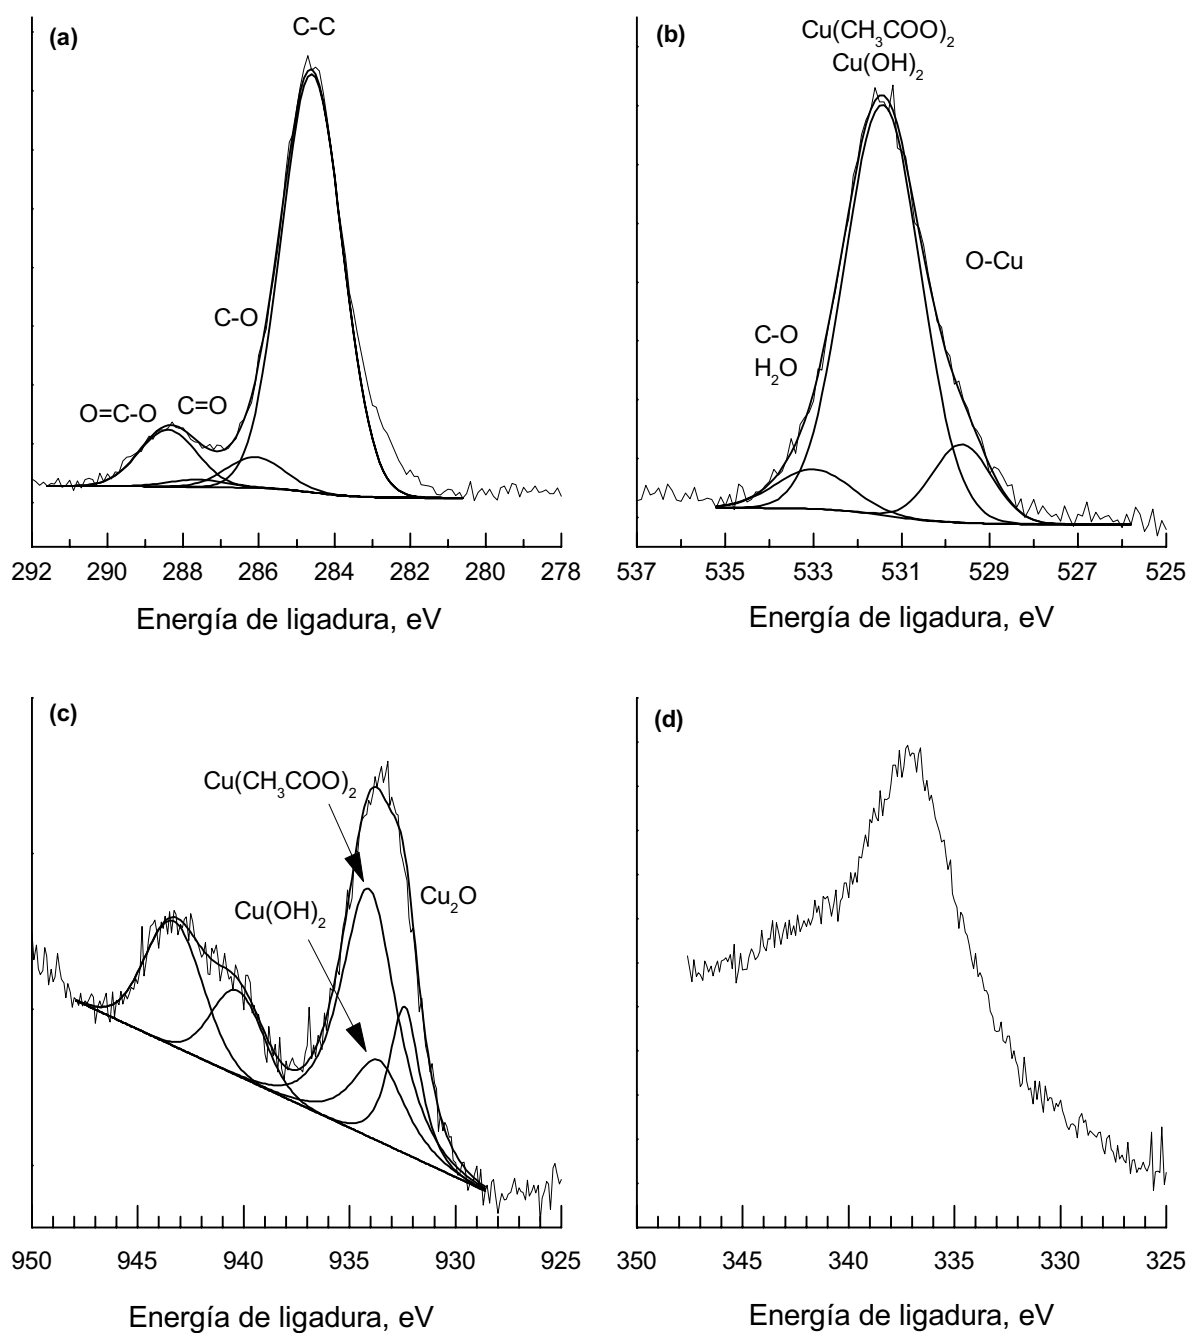 (a)
C-C
C-O
C=O
O=C-O
292 290 288 286 284 282 280 278
Energía de ligadura, eV
(b)
Cu(CH3COO)2
Cu(OH)2
O-Cu
C-O
H2O
537 535 533 531 529 527 525
Energía de ligadura, eV
(c)
Cu(CH3COO)2
Cu(OH)2
Cu2O
950 945 940 935 930 925
Energía de ligadura, eV
(d)
350 345 340 335 330 325
Energía de ligadura, eV